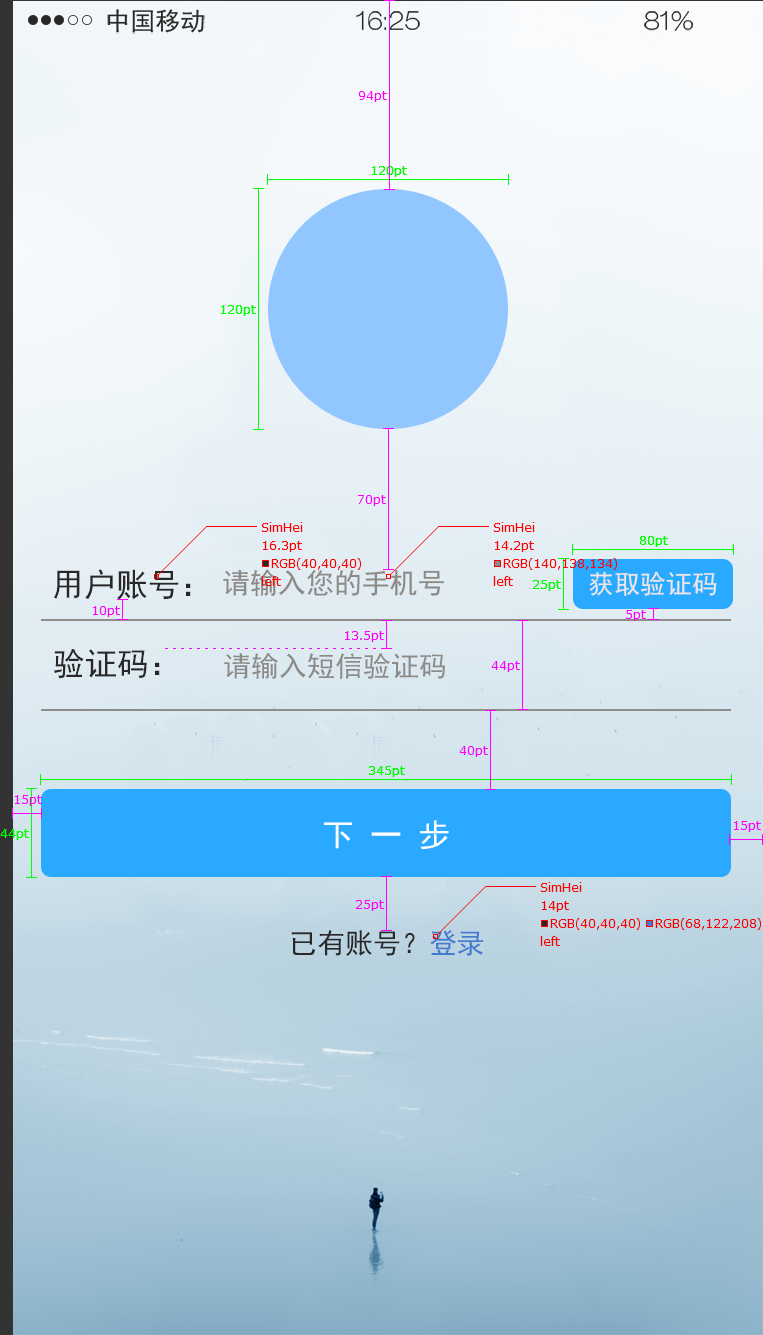 ●●●○○ 中国移动 16:25 81%
94pt
120pt
120pt
70pt
SimHei
16.3pt
RGB(40,40,40)
left
SimHei
14.2pt
RGB(140,138,134)
left
80pt
25pt
用户账号： 请输入您的手机号 获取验证码
10pt
5pt
13.5pt
验证码： 请输入短信验证码
44pt
40pt
345pt
15pt
44pt
下一步
15pt
25pt
SimHei
14pt
RGB(40,40,40) RGB(68,122,208)
left
已有账号？登录